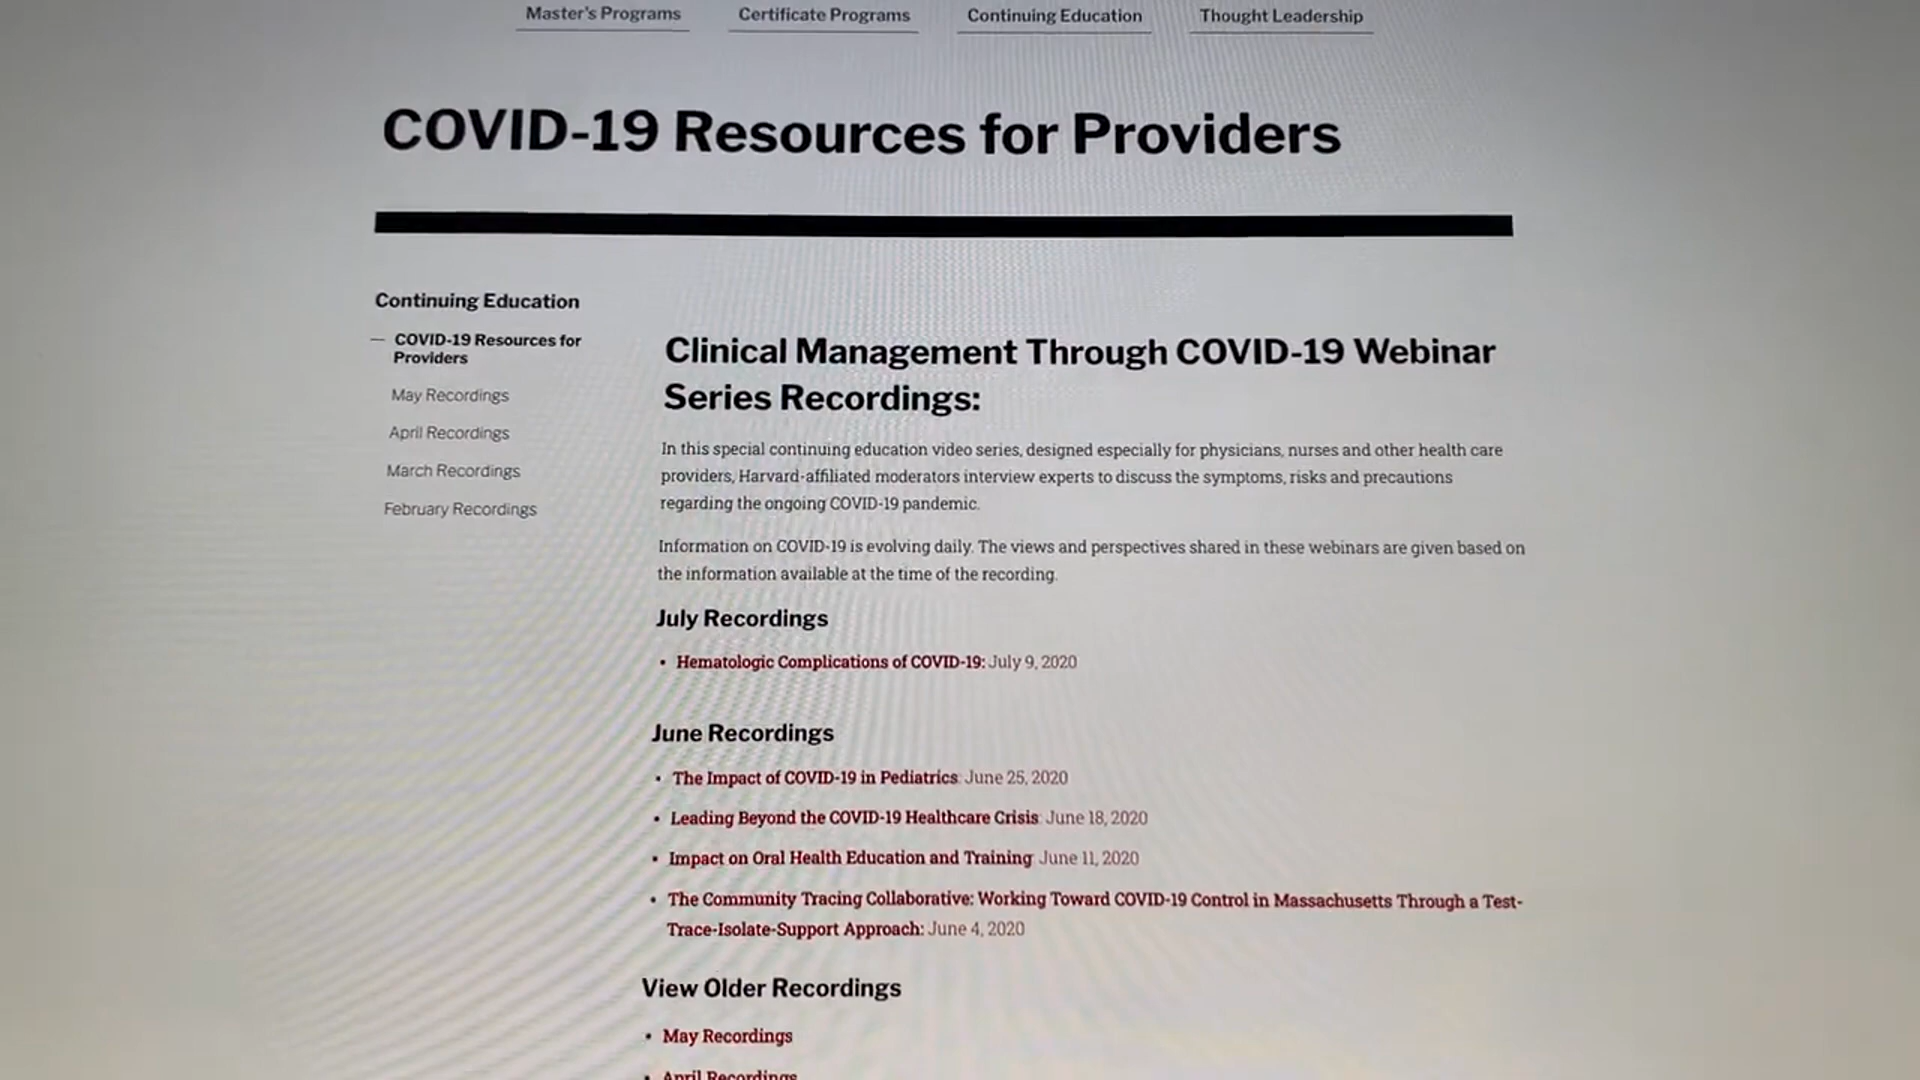 Master's Programs
Certificate Programs
Continuing Education
Thought Leadership
COVID-19 Resources for Providers
Continuing Education
— COVID-19 Resources for
Providers
May Recordings
April Recordings
March Recordings
February Recordings
Clinical Management Through COVID-19 Webinar
Series Recordings:
In this special continuing education video series, designed especially for physicians, nurses and other health care
providers, Harvard-affiliated moderators interview experts to discuss the symptoms, risks and precautions
regarding the ongoing COVID-19 pandemic.
Information on COVID-19 is evolving daily. The views and perspectives shared in these webinars are given based on
the information available at the time of the recording.
July Recordings
• Hematologic Complications of COVID-19: July 9, 2020
June Recordings
• The Impact of COVID-19 in Pediatrics: June 25, 2020
• Leading Beyond the COVID-19 Healthcare Crisis: June 18, 2020
• Impact on Oral Health Education and Training: June 11, 2020
• The Community Tracing Collaborative: Working Toward COVID-19 Control in Massachusetts Through a Test-
Trace-Isolate-Support Approach: June 4, 2020
View Older Recordings
• May Recordings
• April Recordings